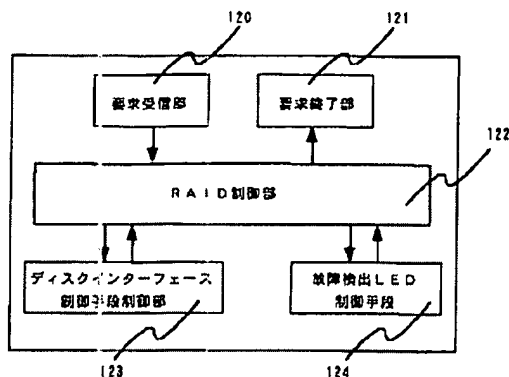 120
121
要求受信部
要求終了部
122
RAID制御部
ディスクインターフェース
制御手段制御部
故障検出LED
制御手段
123
124